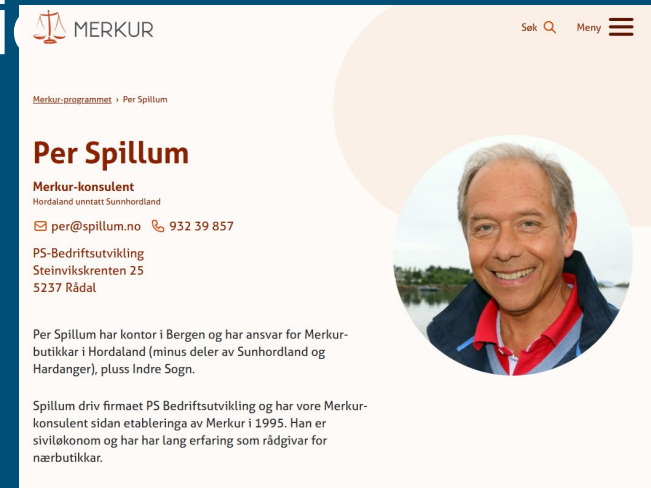 MERKUR
Søk
Meny
Merkur-programmet › Per Spillum
Per Spillum
Merkur-konsulent
Hordaland unntatt Sunnhordland
per@spillum.no 932 39 857
PS-Bedriftsutvikling
Steinvikskrenten 25
5237 Rådal
Per Spillum har kontor i Bergen og har ansvar for Merkur-
butikkar i Hordaland (minus deler av Sunhordland og
Hardanger), pluss Indre Sogn.
Spillum driv firmaet PS Bedriftsutvikling og har vore Merkur-
konsulent sidan etableringa av Merkur i 1995. Han er
siviløkonom og har har lang erfaring som rådgivar for
nærbutikkar.